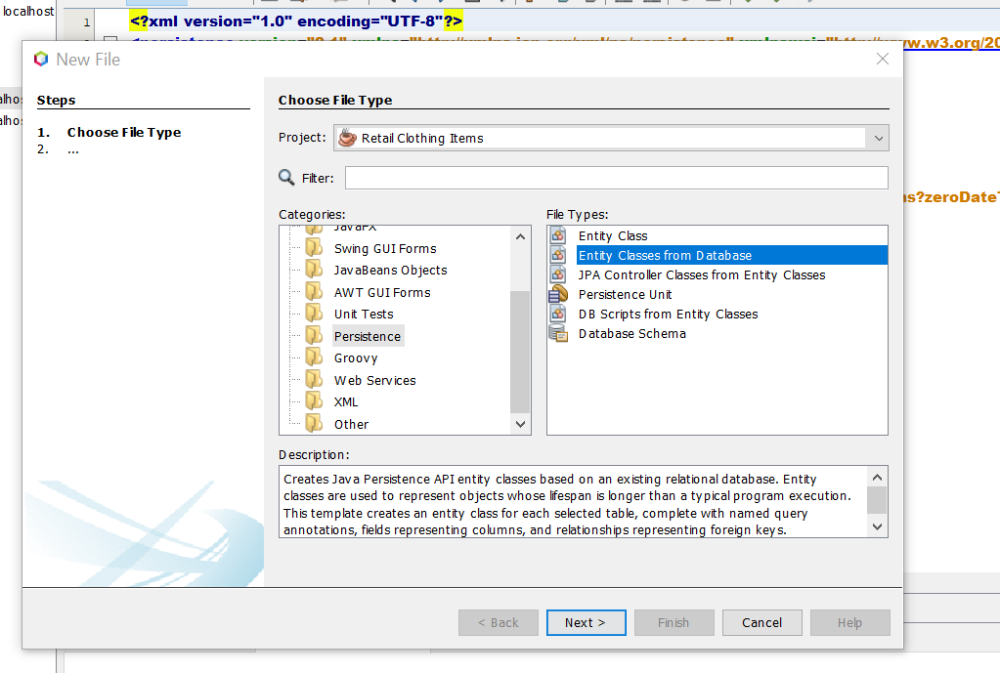 localhost
1
<?xml version="1.0" encoding="UTF-8"?>
New File
Steps
1. Choose File Type
2. ...
Choose File Type
Project: Retail Clothing Items
Filter:
Categories:
JavaFX
Swing GUI Forms
JavaBeans Objects
AWT GUI Forms
Unit Tests
Persistence
Groovy
Web Services
XML
Other
File Types:
Entity Class
Entity Classes from Database
JPA Controller Classes from Entity Classes
Persistence Unit
DB Scripts from Entity Classes
Database Schema
Description:
Creates Java Persistence API entity classes based on an existing relational database. Entity
classes are used to represent objects whose lifespan is longer than a typical program execution.
This template creates an entity class for each selected table, complete with named query
annotations, fields representing columns, and relationships representing foreign keys.
< Back
Next >
Finish
Cancel
Help
ww.w3.org/20
ns?zeroDateT